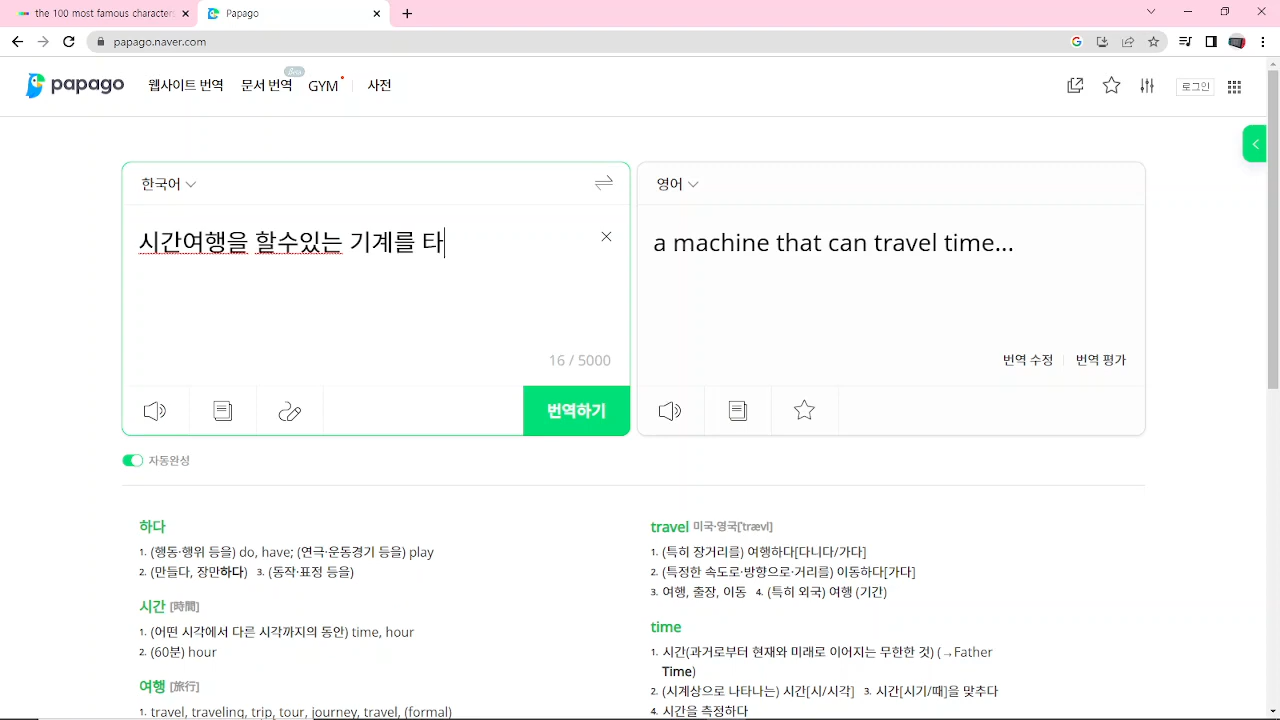 the 100 most famous character
Papago
papago.naver.com
papago
웹사이트 번역
문서 번역
Beta
GYM
사전
로그인
한국어
영어
시간여행을 할수있는 기계를 타
a machine that can travel time...
16 / 5000
번역 수정
번역 평가
번역하기
자동완성
하다
1. (행동·행위 등을) do, have; (연극·운동경기 등을) play
2. (만들다, 장만하다) 3. (동작·표정 등을)
시간 [時間]
1. (어떤 시각에서 다른 시각까지의 동안) time, hour
2. (60분) hour
여행 [旅行]
1. travel, traveling, trip, tour, journey, travel, (formal)
travel 미국·영국['trævl]
1. (특히 장거리를) 여행하다[다니다/가다]
2. (특정한 속도로·방향으로·거리를) 이동하다[가다]
3. 여행, 출장, 이동 4. (특히 외국) 여행 (기간)
time
1. 시간(과거로부터 현재와 미래로 이어지는 무한한 것) (→Father
Time)
2. (시계상으로 나타나는) 시간[시/시각] 3. 시간[시기/때]을 맞추다
4. 시간을 측정하다